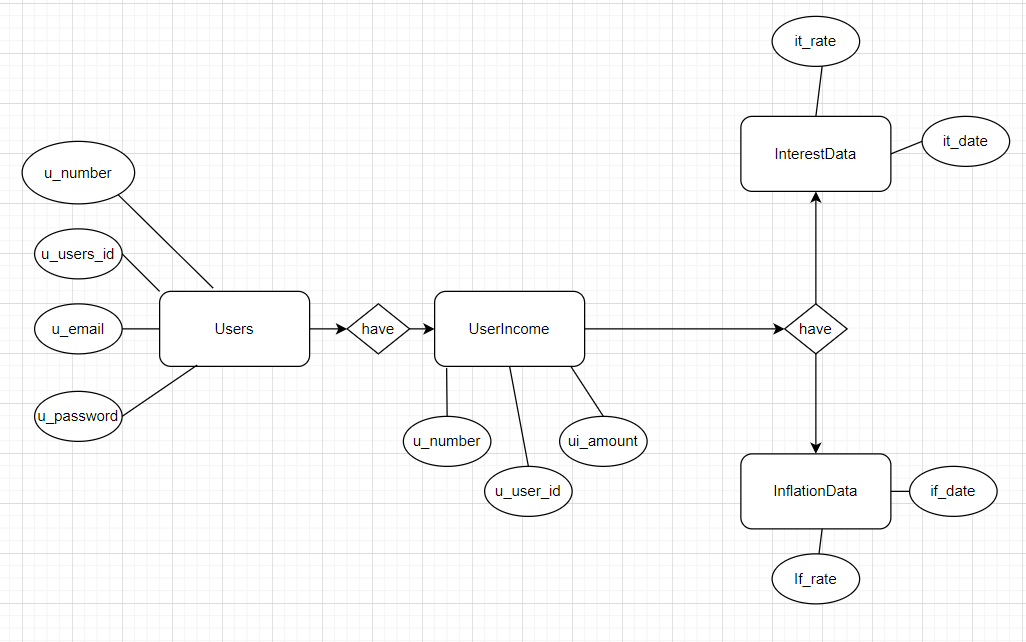 it_rate
InterestData
it_date
u_number
u_users_id
u_email
u_password
Users
have
UserIncome
have
u_number
u_user_id
ui_amount
InflationData
if_date
If_rate